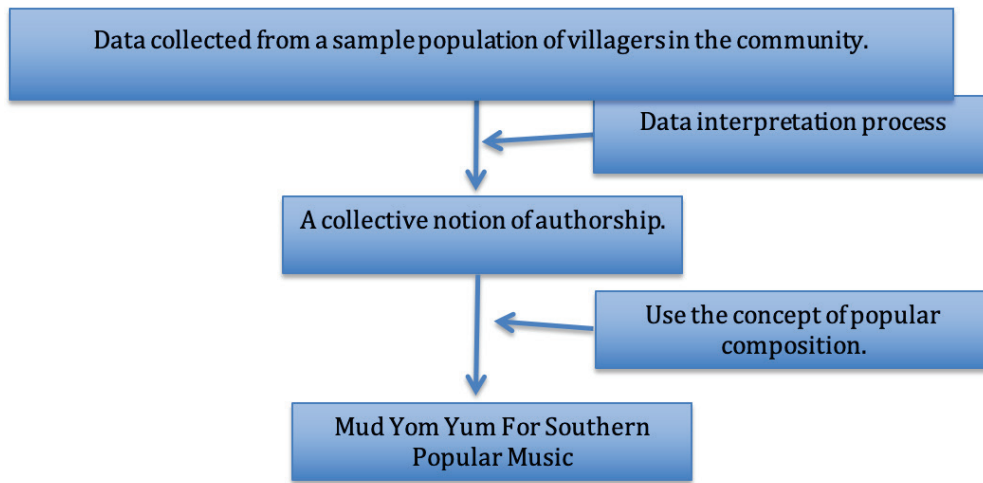 Data collected from a sample population of villagers in the community.
Data interpretation process
A collective notion of authorship.
Use the concept of popular
composition.
Mud Yom Yum For Southern
Popular Music